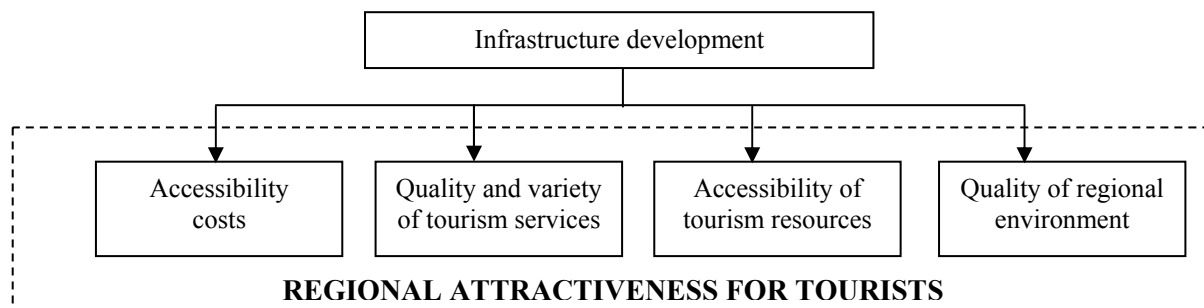 Infrastructure development
Accessibility
costs
Quality and variety
of tourism services
Accessibility of
tourism resources
Quality of regional
environment
REGIONAL ATTRACTIVENESS FOR TOURISTS